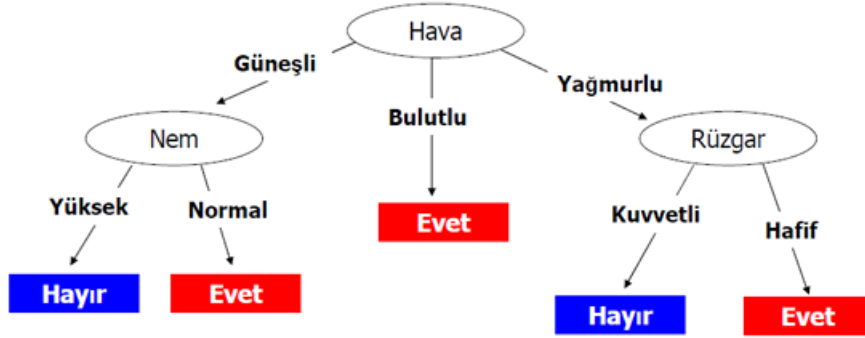 Hava
Güneşli
Bulutlu
Yağmurlu
Nem
Rüzgar
Yüksek
Normal
Evet
Kuvvetli
Hafif
Hayır
Evet
Hayır
Evet